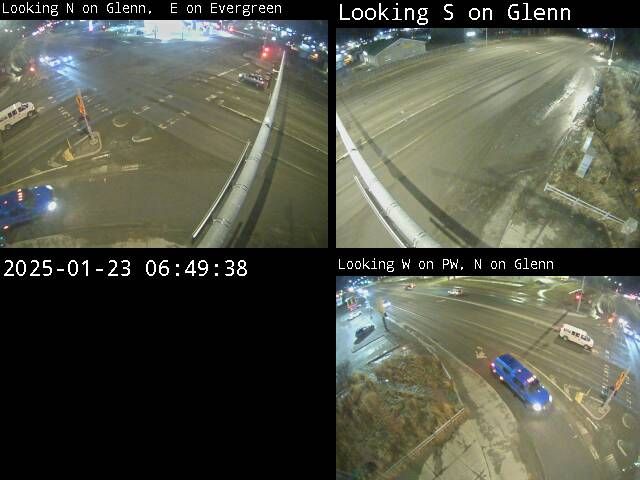 Looking N on Glenn,  E on Evergreen
Looking S on Glenn
2025-01-23 06:49:38
Looking W on PW, N on Glenn